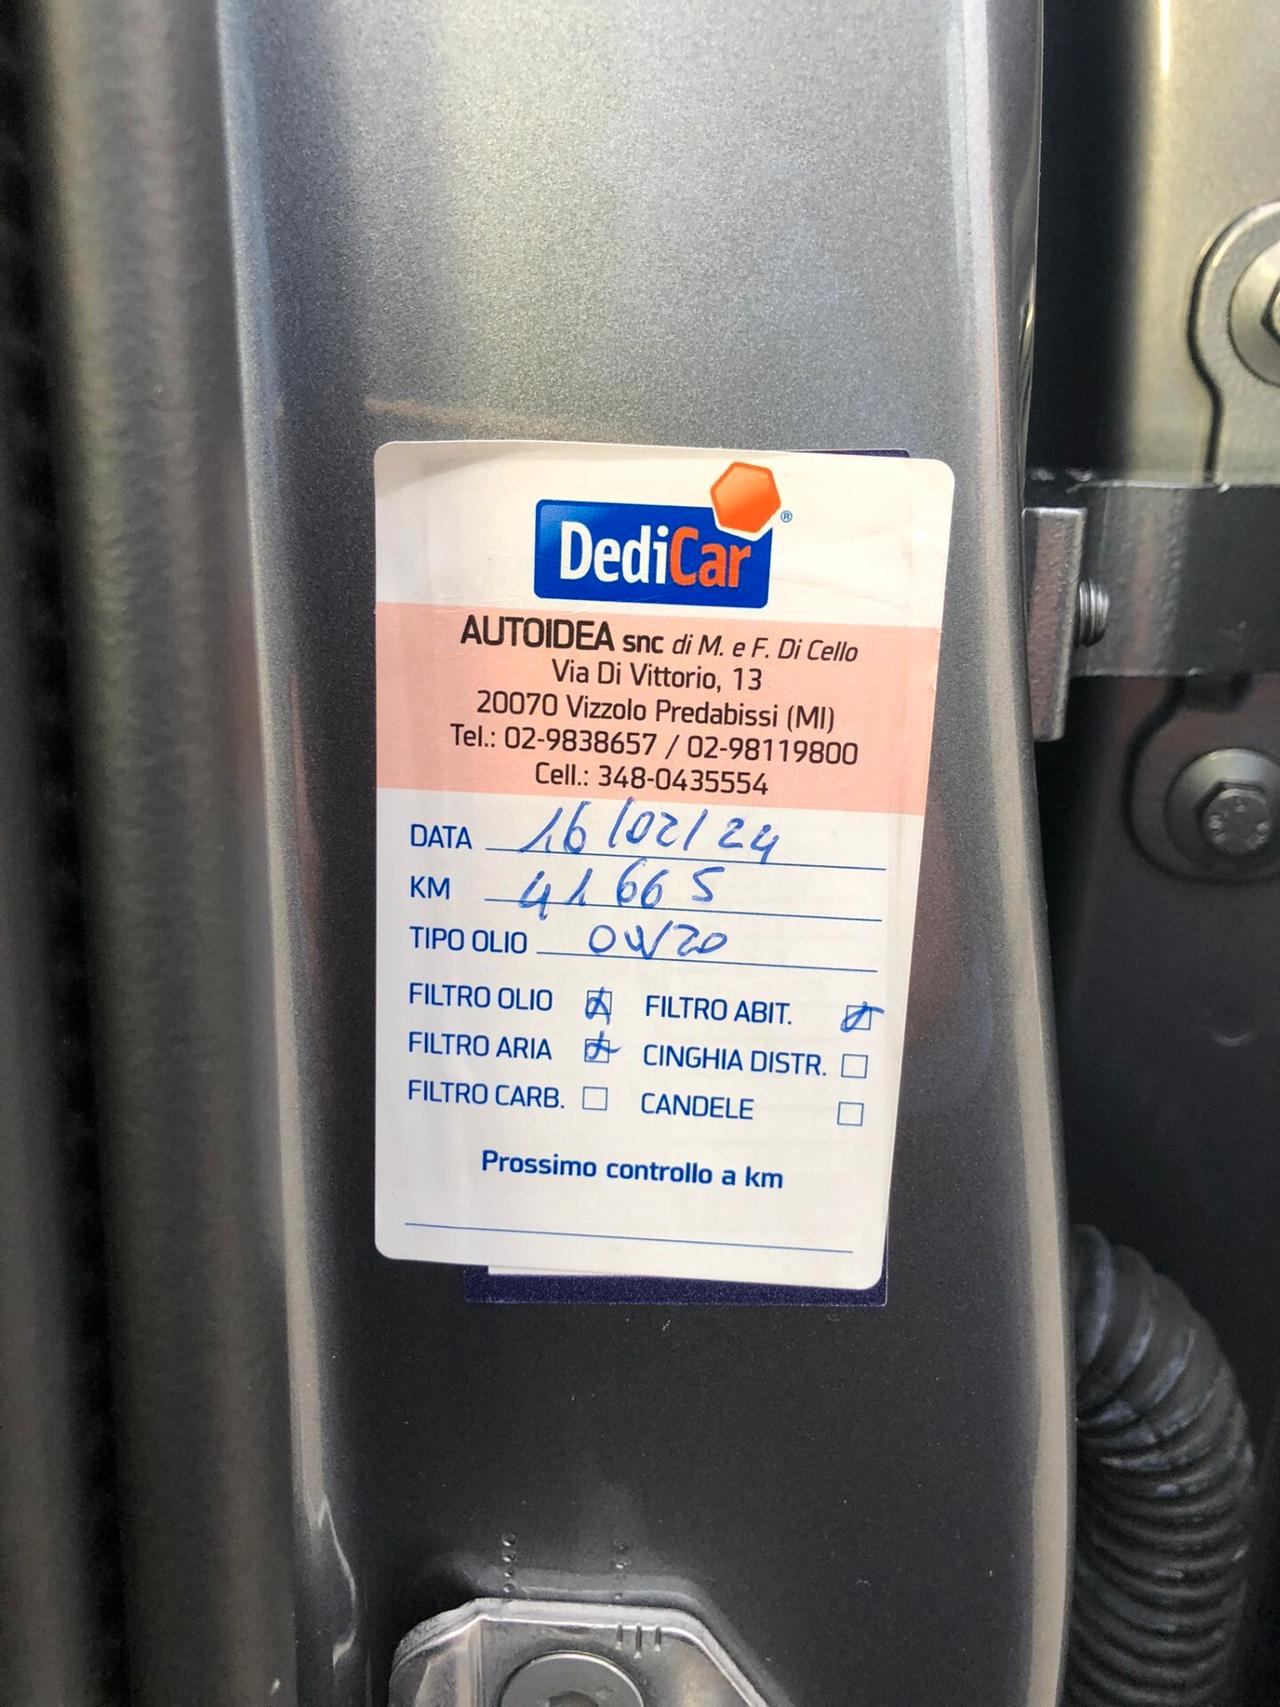 DediCar®
AUTOIDEA snc di M. e F. Di Cello
Via Di Vittorio, 13
20070 Vizzolo Predabissi (MI)
Tel.: 02-9838657 / 02-98119800
Cell.: 348-0435554
DATA 16/02/24
KM 41665
TIPO OLIO 0W20
FILTRO OLIO FILTRO ABIT.
FILTRO ARIA CINGHIA DISTR.
FILTRO CARB. CANDELE
Prossimo controllo a km